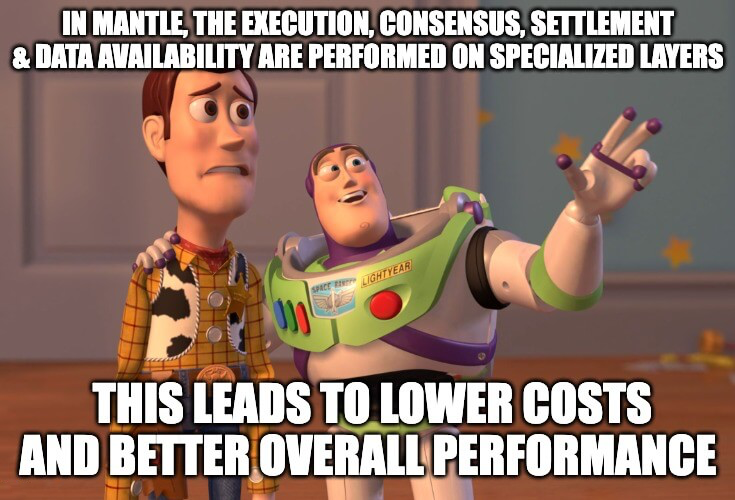 IN MANTLE, THE EXECUTION, CONSENSUS, SETTLEMENT
& DATA AVAILABILITY ARE PERFORMED ON SPECIALIZED LAYERS
SPACE RANGER
LIGHTYEAR
THIS LEADS TO LOWER COSTS
AND BETTER OVERALL PERFORMANCE